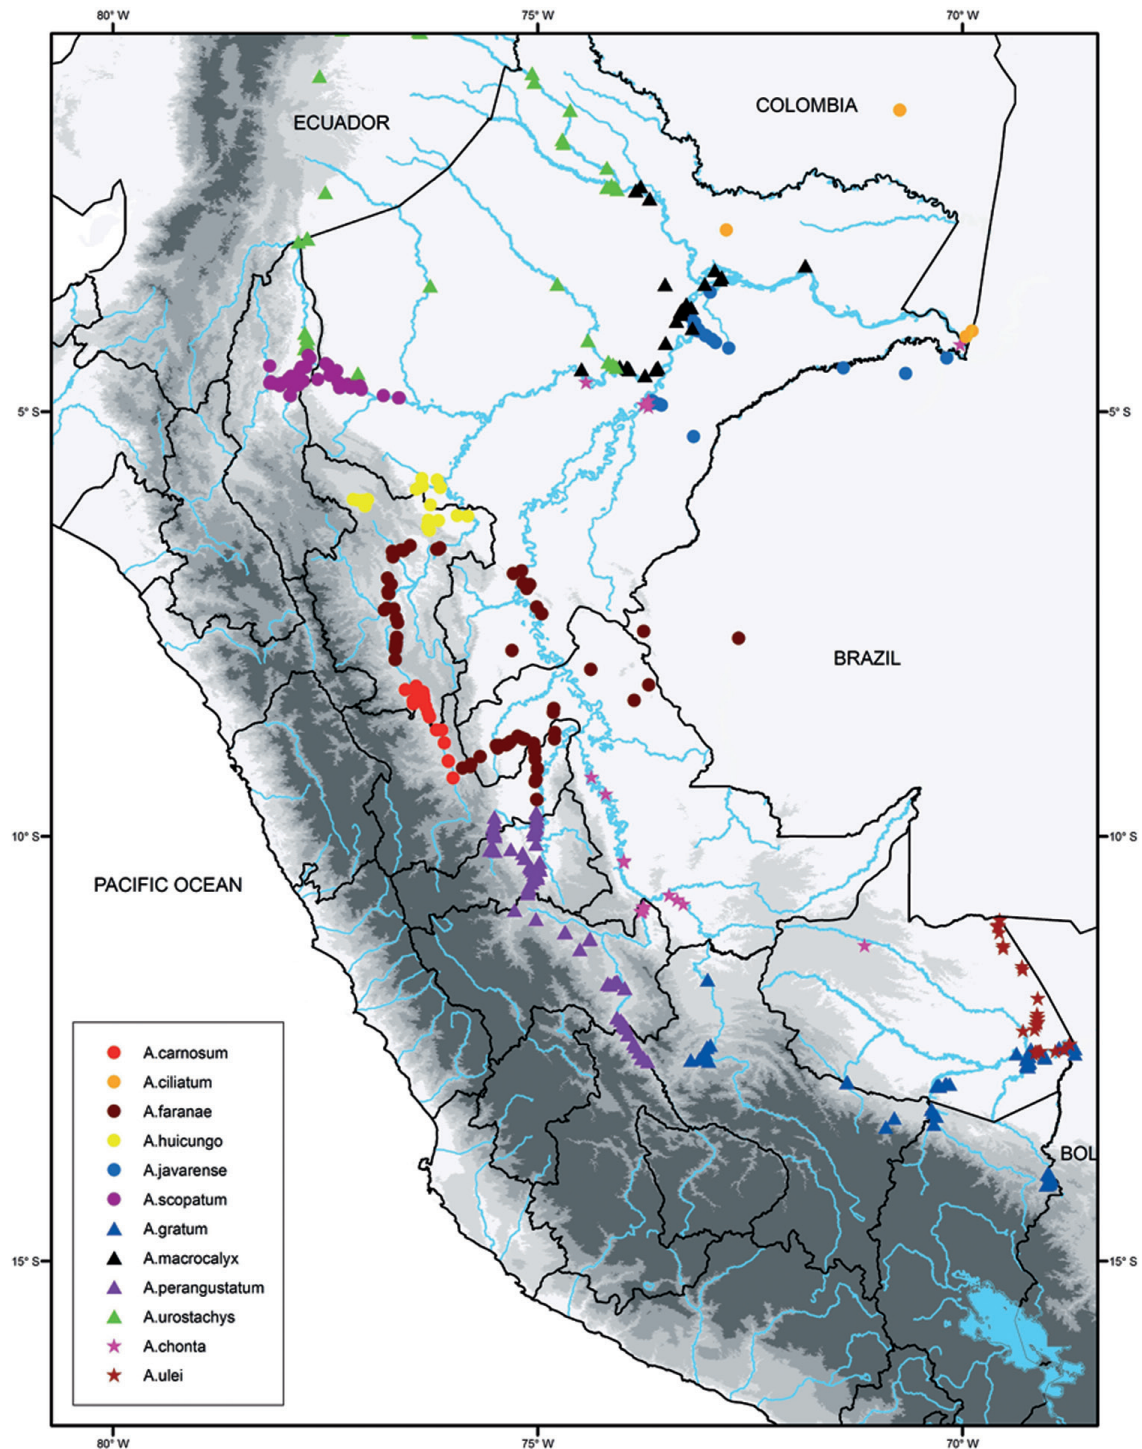 80° W 75° W 70° W
COLOMBIA
ECUADOR
5° S 5° S
BRAZIL
10° S 10° S
PACIFIC OCEAN
A.carnosum
A.ciliatum
A.faranae
A.huicungo
A.javarense
BOL
A.scopatum
A.gratum
A.macrocalyx
15° S 15° S
A.perangustatum
A.urostachys
A.chonta
A.ulei
80° W 75° W 70° W